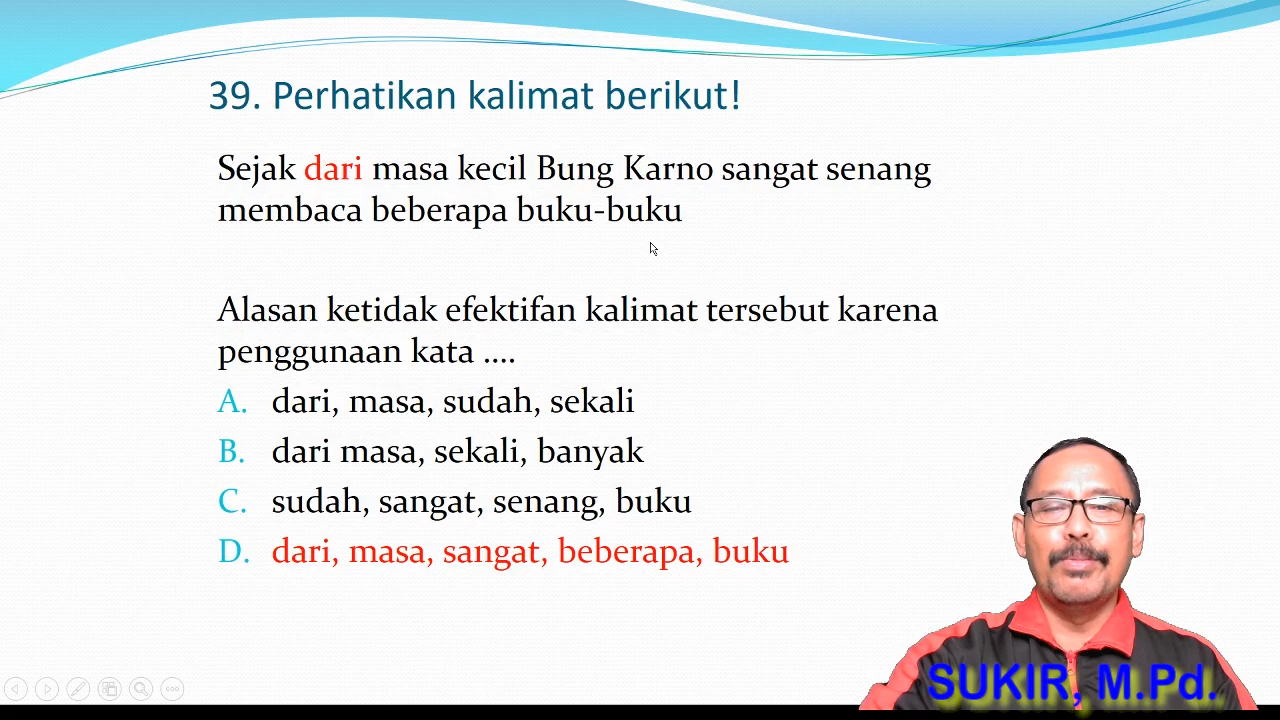 39. Perhatikan kalimat berikut!
Sejak dari masa kecil Bung Karno sangat senang
membaca beberapa buku-buku
Alasan ketidak efektifan kalimat tersebut karena
penggunaan kata ....
A. dari, masa, sudah, sekali
B. dari masa, sekali, banyak
C. sudah, sangat, senang, buku
D. dari, masa, sangat, beberapa, buku
SUKIR, M.Pd.